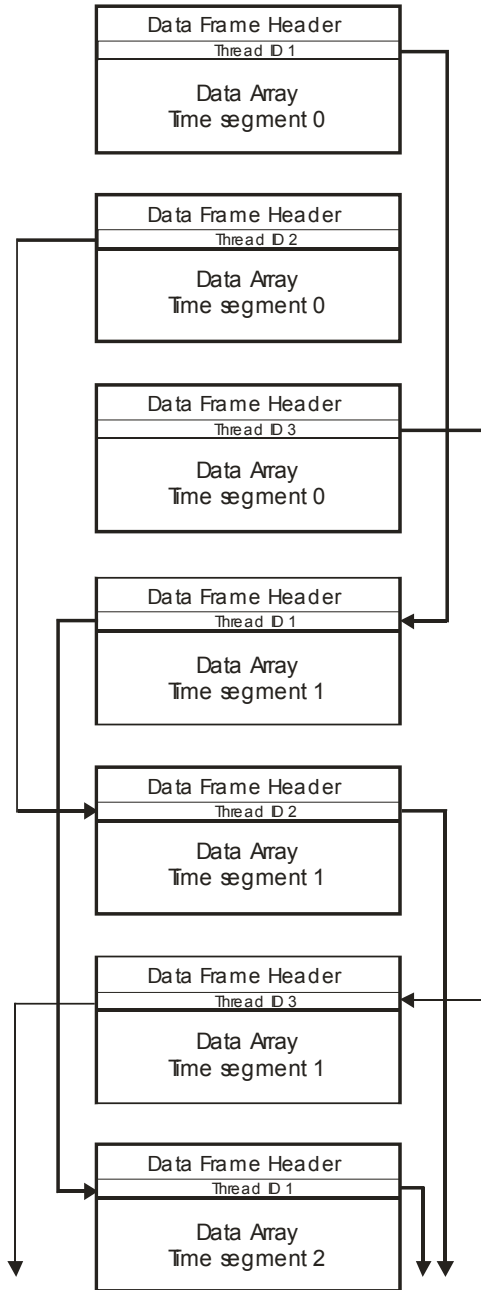 Data Frame Header
Thread ID 1
Data Array
Time segment 0
Data Frame Header
Thread ID 2
Data Array
Time segment 0
Data Frame Header
Thread ID 3
Data Array
Time segment 0
Data Frame Header
Thread ID 1
Data Array
Time segment 1
Data Frame Header
Thread ID 2
Data Array
Time segment 1
Data Frame Header
Thread ID 3
Data Array
Time segment 1
Data Frame Header
Thread ID 1
Data Array
Time segment 2